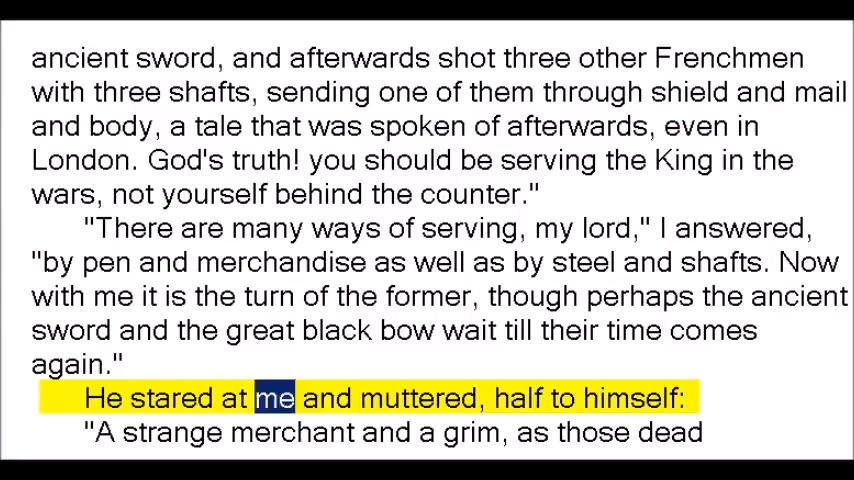 ancient sword, and afterwards shot three other Frenchmen
with three shafts, sending one of them through shield and mail
and body, a tale that was spoken of afterwards, even in
London. God's truth! you should be serving the King in the
wars, not yourself behind the counter."
"There are many ways of serving, my lord," I answered,
"by pen and merchandise as well as by steel and shafts. Now
with me it is the turn of the former, though perhaps the ancient
sword and the great black bow wait till their time comes
again."
He stared at me and muttered, half to himself:
"A strange merchant and a grim, as those dead